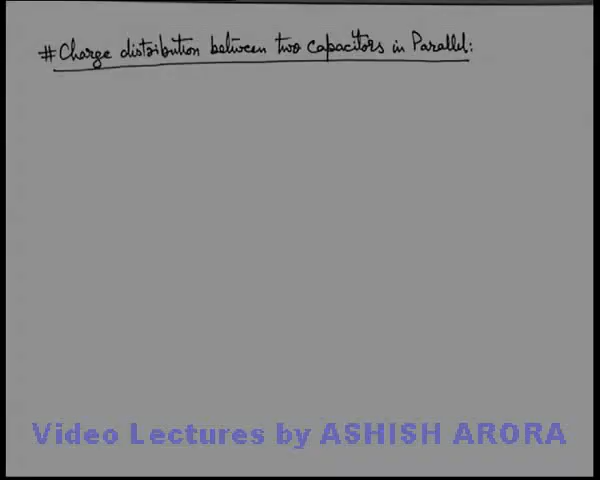 # Charge distribution between two capacitors in Parallel:
Video Lectures by ASHISH ARORA